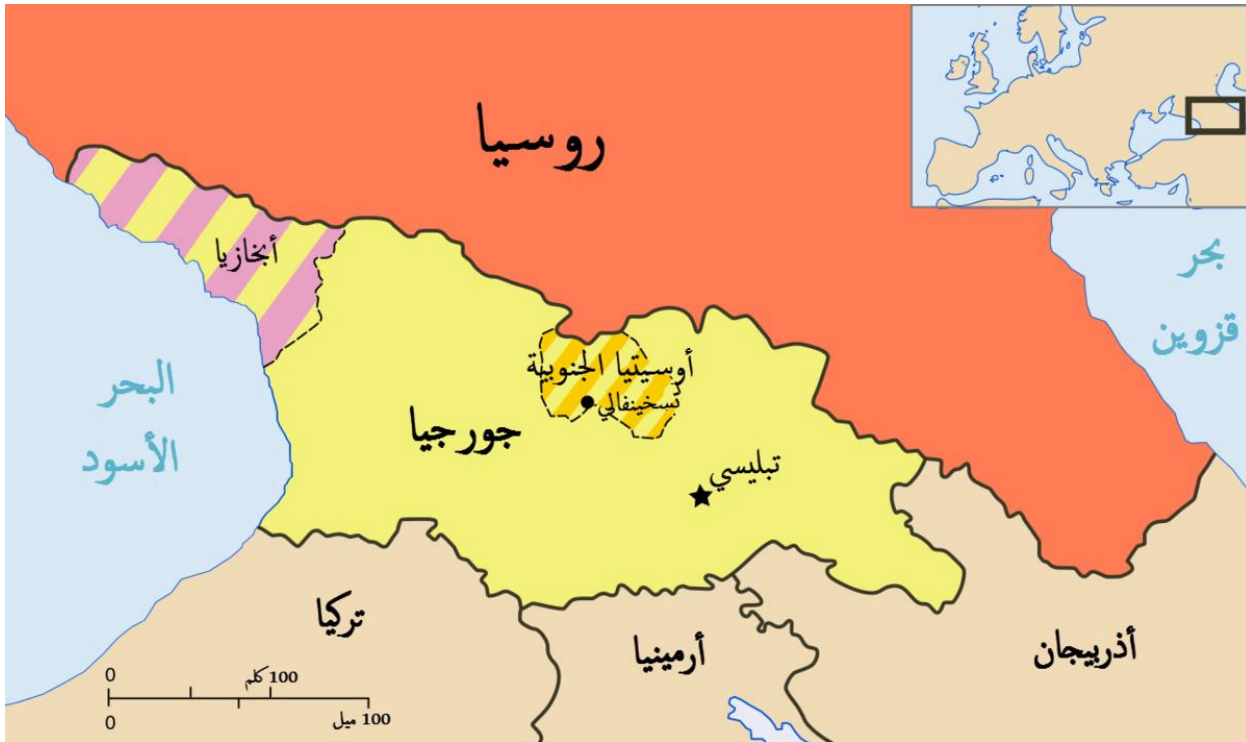 روسيا
أبخازيا
بحر
قزوين
أوسيتيا الجنوبية
تسخينفالي
البحر
الأسود
جورجيا
تبليسي
تركيا
أرمينيا
أذربيجان
0
100 كلم
0
100 ميل